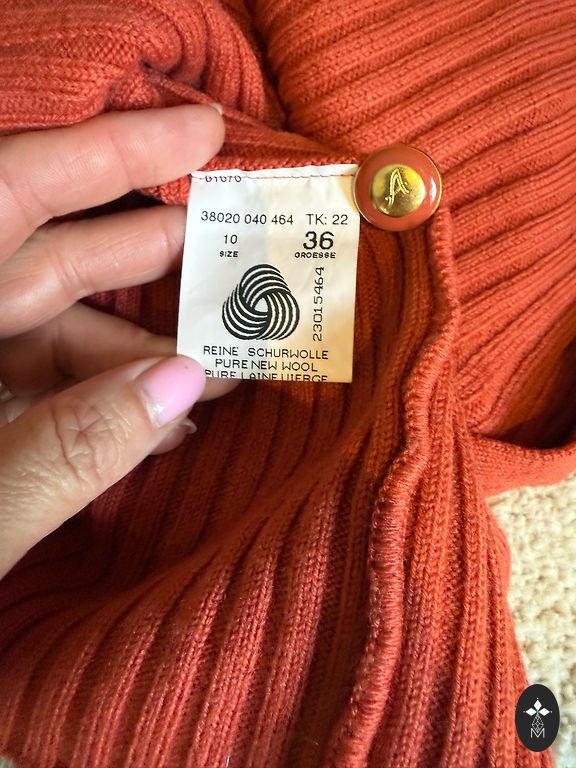 38020 040 464 TK: 22
10 36
SIZE GROESSE
23015464
REINE SCHURWOLLE
PURE NEW WOOL
PURE LAINE VIERGE
A
M